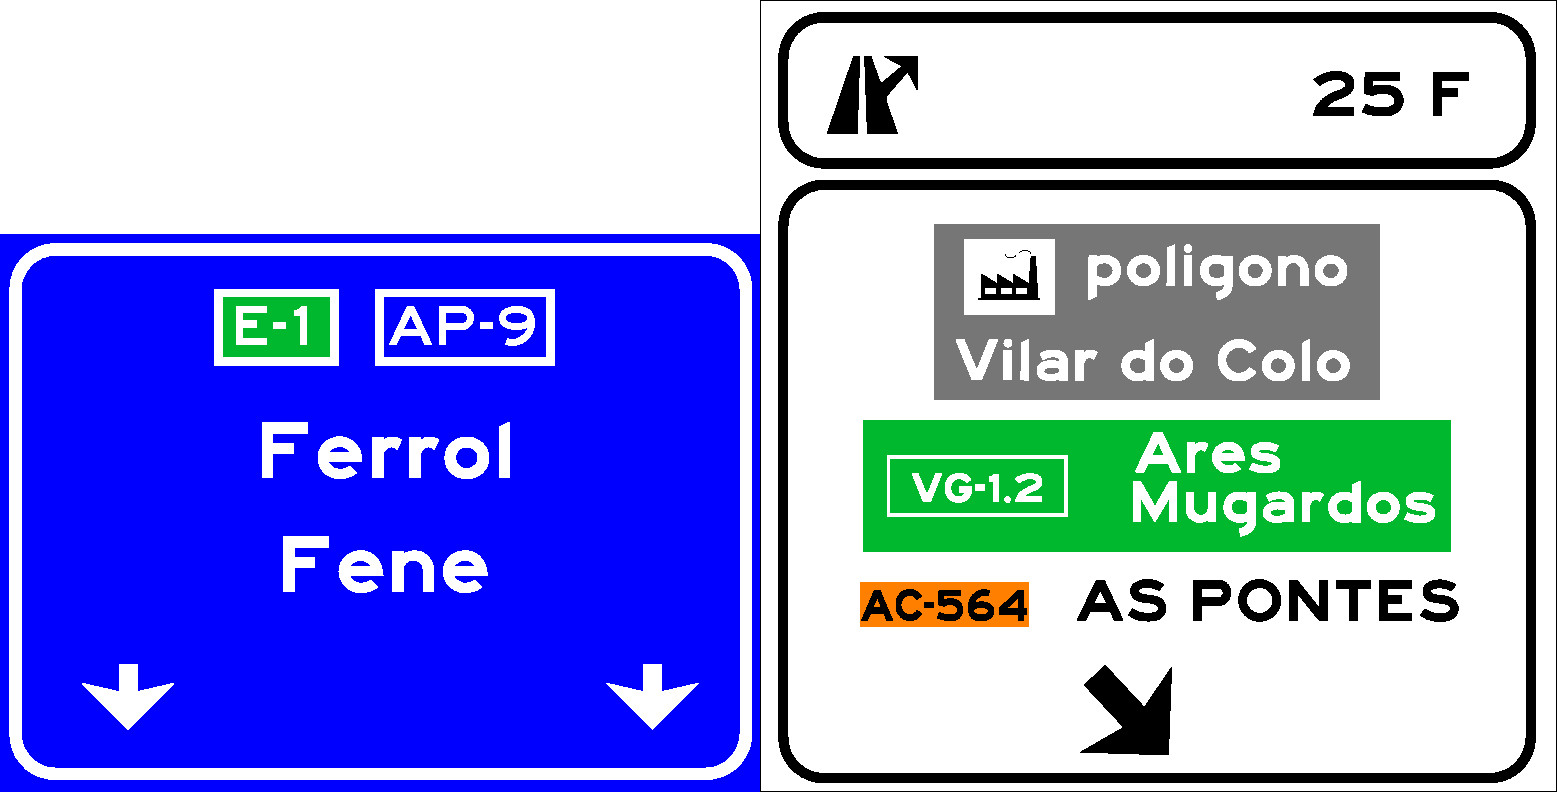 E-1 AP-9
Ferrol
Fene
25 F
poligono
Vilar do Colo
VG-1.2
Ares
Mugardos
AC-564 AS PONTES